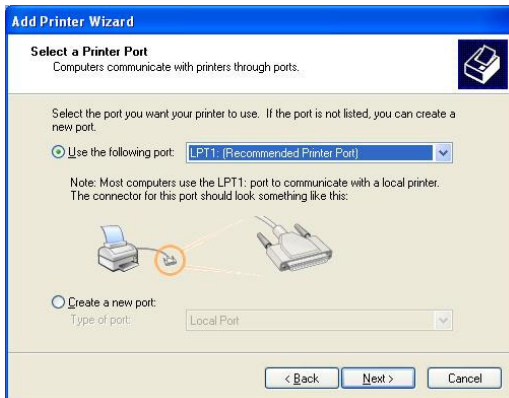 Add Printer Wizard
Select a Printer Port
Computers communicate with printers through ports.
Select the port you want your printer to use. If the port is not listed, you can create a
new port.
Use the following port: LPT1: (Recommended Printer Port)
Note: Most computers use the LPT1: port to communicate with a local printer.
The connector for this port should look something like this:
Create a new port:
Type of port: Local Port
< Back Next > Cancel